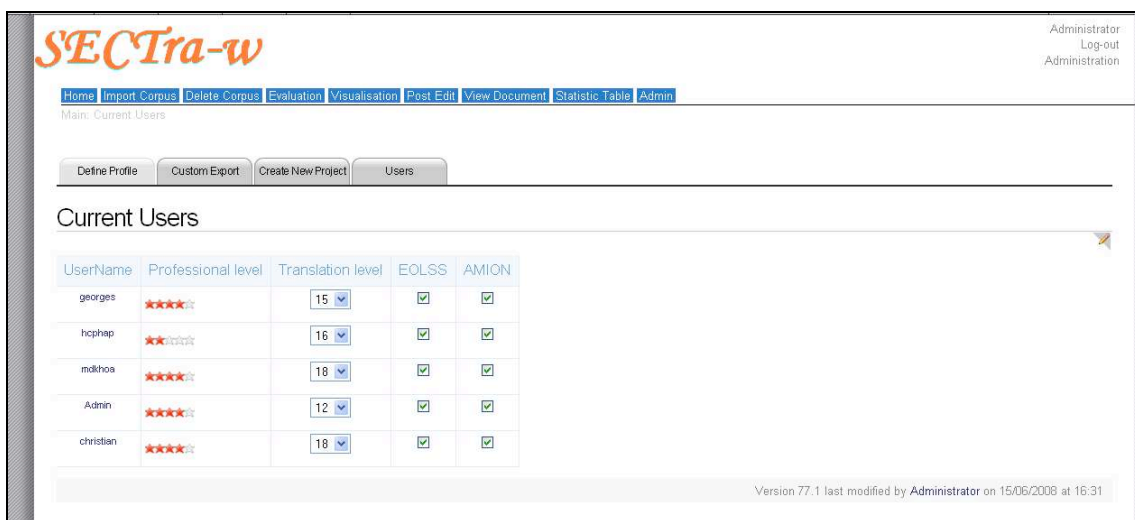 SECTra-w
Administrator
Log-out
Administration
Home Import Corpus Delete Corpus Evaluation Visualisation Post Edit View Document Statistic Table Admin
Main: Current Users
Define Profile Custom Export Create New Project Users
Current Users
UserName Professional level Translation level EOLSS AMION
georges 15
hcphap 16
mdkhoa 18
Admin 12
christian 18
Version 77.1 last modified by Administrator on 15/06/2008 at 16:31